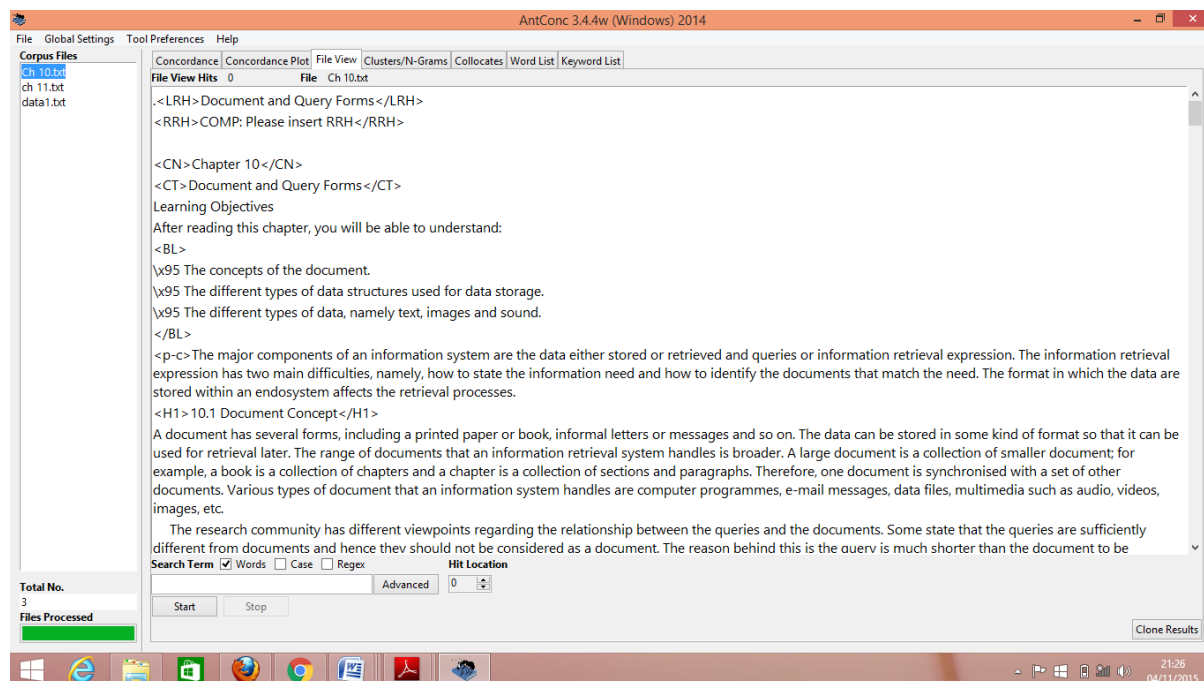 AntConc 3.4.4w (Windows) 2014
File Global Settings Tool Preferences Help
Corpus Files
Ch 10.txt
ch 11.txt
data1.txt
Concordance Concordance Plot File View Clusters/N-Grams Collocates Word List Keyword List
File View Hits 0 File Ch 10.txt
.<LRH>Document and Query Forms</LRH>
<RRH>COMP: Please insert RRH</RRH>
<CN>Chapter 10</CN>
<CT>Document and Query Forms</CT>
Learning Objectives
After reading this chapter, you will be able to understand:
<BL>
\x95 The concepts of the document.
\x95 The different types of data structures used for data storage.
\x95 The different types of data, namely text, images and sound.
</BL>
<p-c>The major components of an information system are the data either stored or retrieved and queries or information retrieval expression. The information retrieval
expression has two main difficulties, namely, how to state the information need and how to identify the documents that match the need. The format in which the data are
stored within an endosystem affects the retrieval processes.
<H1>10.1 Document Concept</H1>
A document has several forms, including a printed paper or book, informal letters or messages and so on. The data can be stored in some kind of format so that it can be
used for retrieval later. The range of documents that an information retrieval system handles is broader. A large document is a collection of smaller document; for
example, a book is a collection of chapters and a chapter is a collection of sections and paragraphs. Therefore, one document is synchronised with a set of other
documents. Various types of document that an information system handles are computer programmes, e-mail messages, data files, multimedia such as audio, videos,
images, etc.
The research community has different viewpoints regarding the relationship between the queries and the documents. Some state that the queries are sufficiently
different from documents and hence they should not be considered as a document. The reason behind this is the query is much shorter than the document to be
Search Term Words Case Regex Hit Location
Advanced 0
Start Stop
Total No.
3
Files Processed
Clone Results
21:26
04/11/2015